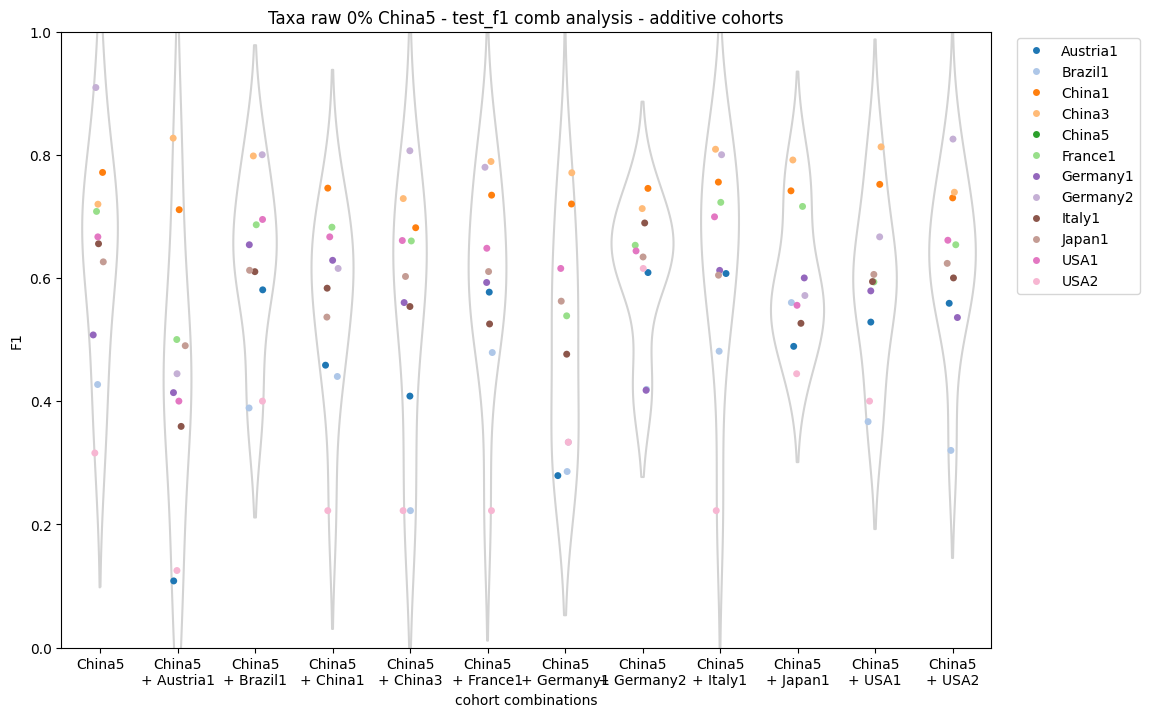 Taxa raw 0% China5 - test_f1 comb analysis - additive cohorts
1.0
0.8
0.6
0.4
0.2
0.0
F1
China5
China5
+ Austria1
China5
+ Brazil1
China5
+ China1
China5
+ China3
China5
+ France1
China5
+ Germany1
China5
+ Germany2
China5
+ Italy1
China5
+ Japan1
China5
+ USA1
China5
+ USA2
cohort combinations
Austria1
Brazil1
China1
China3
China5
France1
Germany1
Germany2
Italy1
Japan1
USA1
USA2